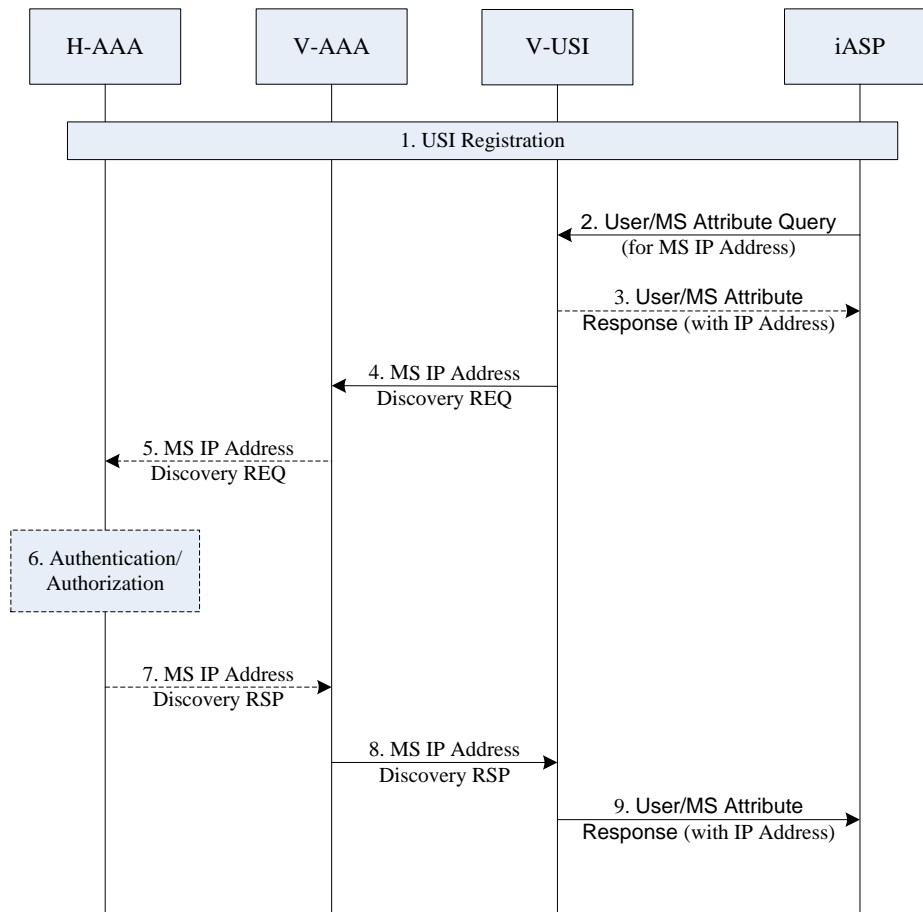 H-AAA
V-AAA
V-USI
iASP
1. USI Registration
2. User/MS Attribute Query
(for MS IP Address)
3. User/MS Attribute
Response (with IP Address)
4. MS IP Address
Discovery REQ
5. MS IP Address
Discovery REQ
6. Authentication/
Authorization
7. MS IP Address
Discovery RSP
8. MS IP Address
Discovery RSP
9. User/MS Attribute
Response (with IP Address)